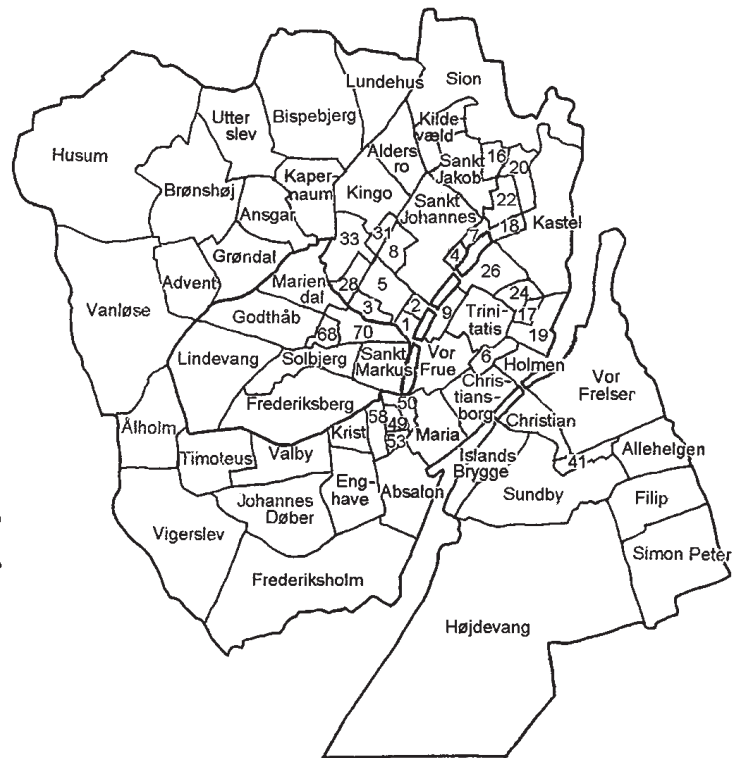 Lundehus
Sion
Utter
slev
Bispebjerg
Kilde-
væld
Husum
Alders
ro
Sankt
Jakob
16
20
Brønshøj
Kaper-
naum
Kingo
Sankt
Johannes
22
Ansgar
18
Kastel
33
31
8
7
4
Grøndal
26
Advent
Marien-
dal
28
5
24
Vanløse
Godthåb
3
2
9
Trini-
tatis
17
68
70
1
19
Lindevang
Solbjerg
Sankt
Markus
Vor
Frue
6
Holmen
Vor
Frelser
Frederiksberg
Chris-
tians-
borg
50
58
49
53
Christian
Ålholm
Krist
Maria
Timoteus
Valby
Islands
Brygge
41
Allehelgen
Eng-
have
Absalon
Sundby
Johannes
Døber
Filip
Vigerslev
Simon Peter
Frederiksholm
Højdevang